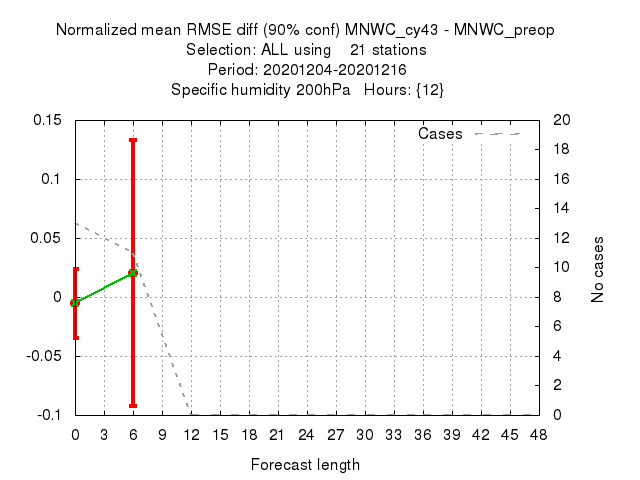 Normalized mean RMSE diff (90% conf) MNWC_cy43 - MNWC_preop
Selection: ALL using 21 stations
Period: 20201204-20201216
Specific humidity 200hPa Hours: {12}
Cases
0.15
0.1
0.05
0
-0.05
-0.1
20
18
16
14
12
10
8
6
4
2
0
No cases
0 3 6 9 12 15 18 21 24 27 30 33 36 39 42 45 48
Forecast length